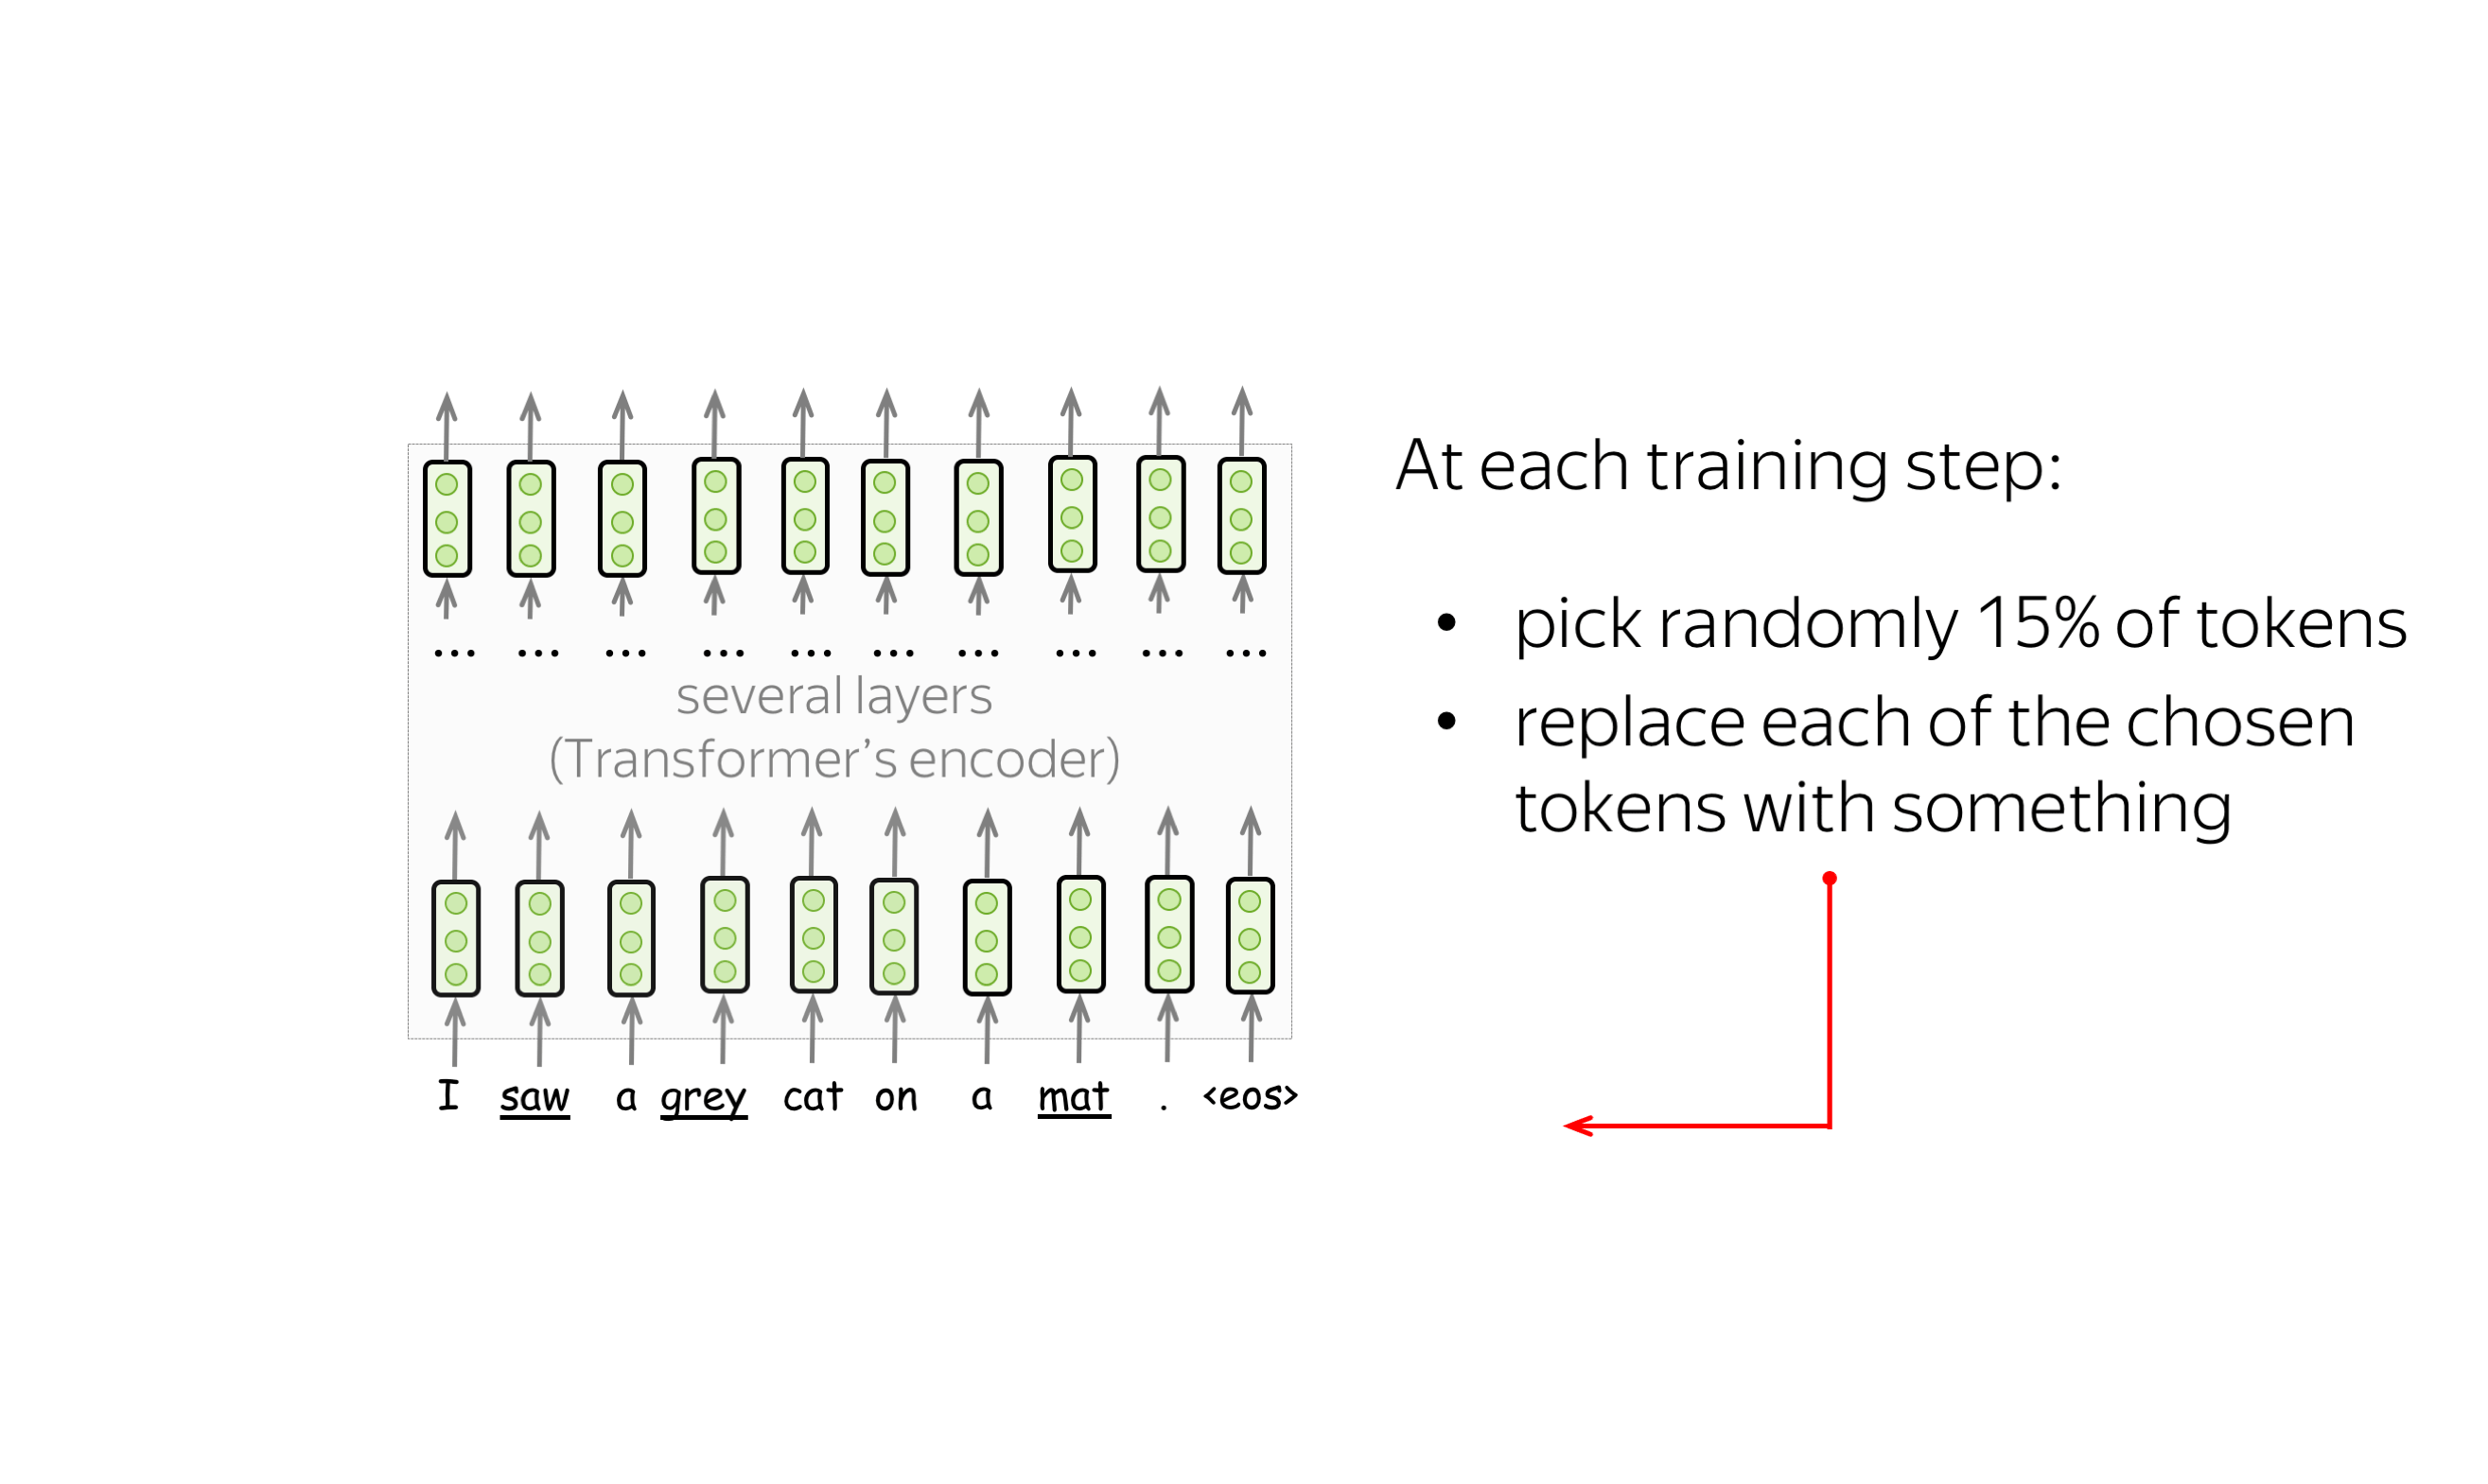 At each training step:
• pick randomly 15% of tokens
• replace each of the chosen
tokens with something
... ... ... ... ... ... ... ... ... ...
several layers
(Transformer’s encoder)
I saw a grey cat on a mat . <eos>